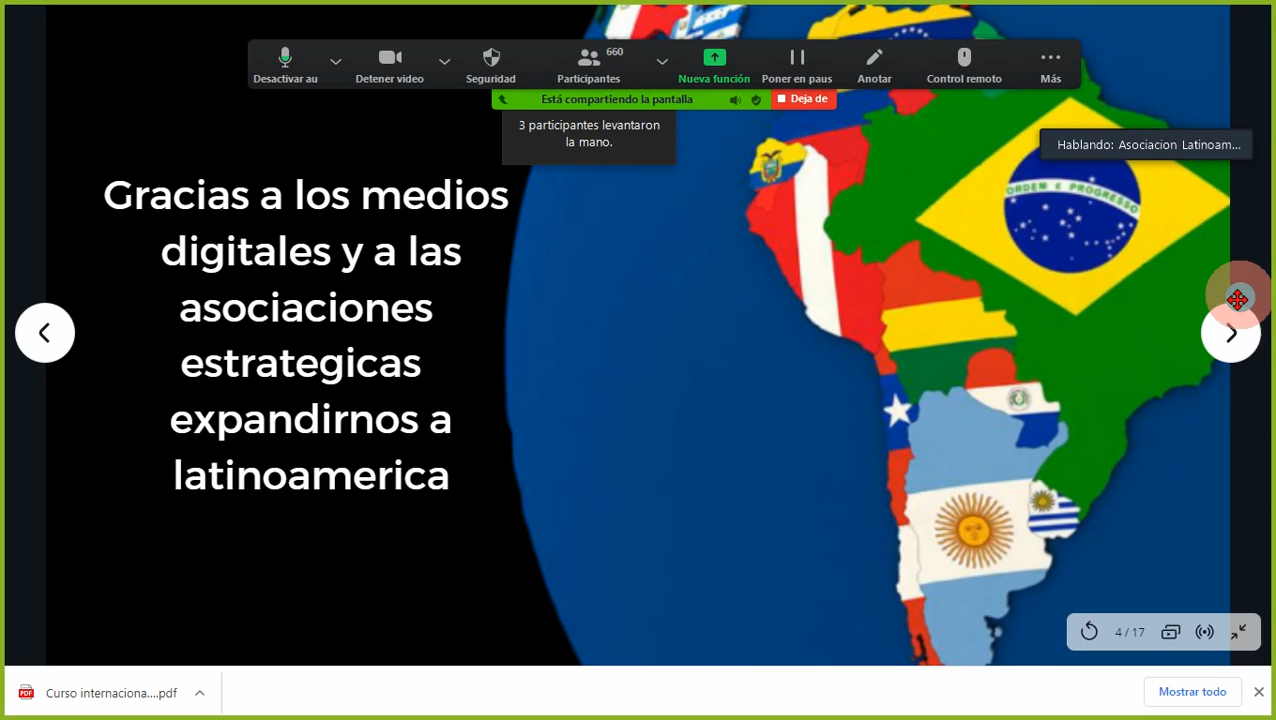 660
Desactivar au
Detener video
Seguridad
Participantes
Nueva función
Poner en paus
Anotar
Control remoto
Más
Está compartiendo la pantalla
Deja de
3 participantes levantaron
la mano.
Hablando: Asociacion Latinoam...
ORDEM E PROGRESSO
Gracias a los medios
digitales y a las
asociaciones
estrategicas
expandirnos a
latinoamerica
4 / 17
PDF
Curso internaciona....pdf
Mostrar todo